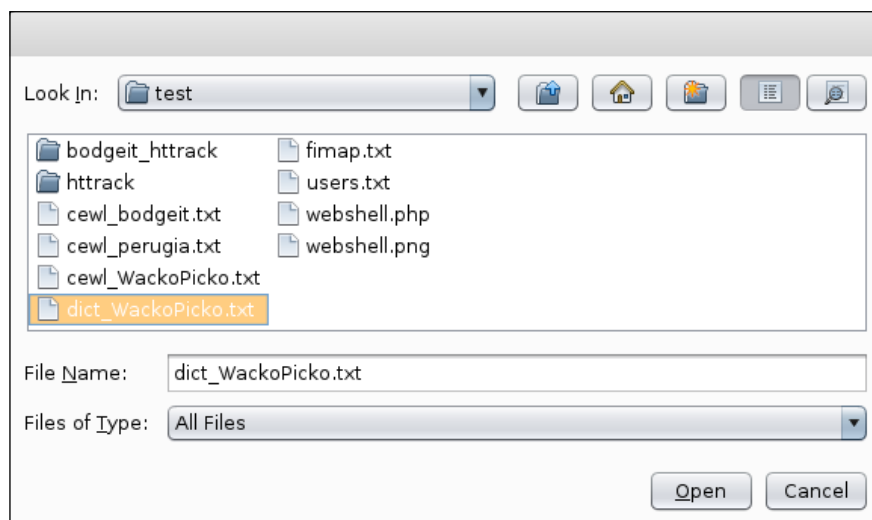 Look In: test
bodgeit_httrack fimap.txt
httrack users.txt
cewl_bodgeit.txt webshell.php
cewl_perugia.txt webshell.png
cewl_WackoPicko.txt
dict_WackoPicko.txt
File Name: dict_WackoPicko.txt
Files of Type: All Files
Open Cancel